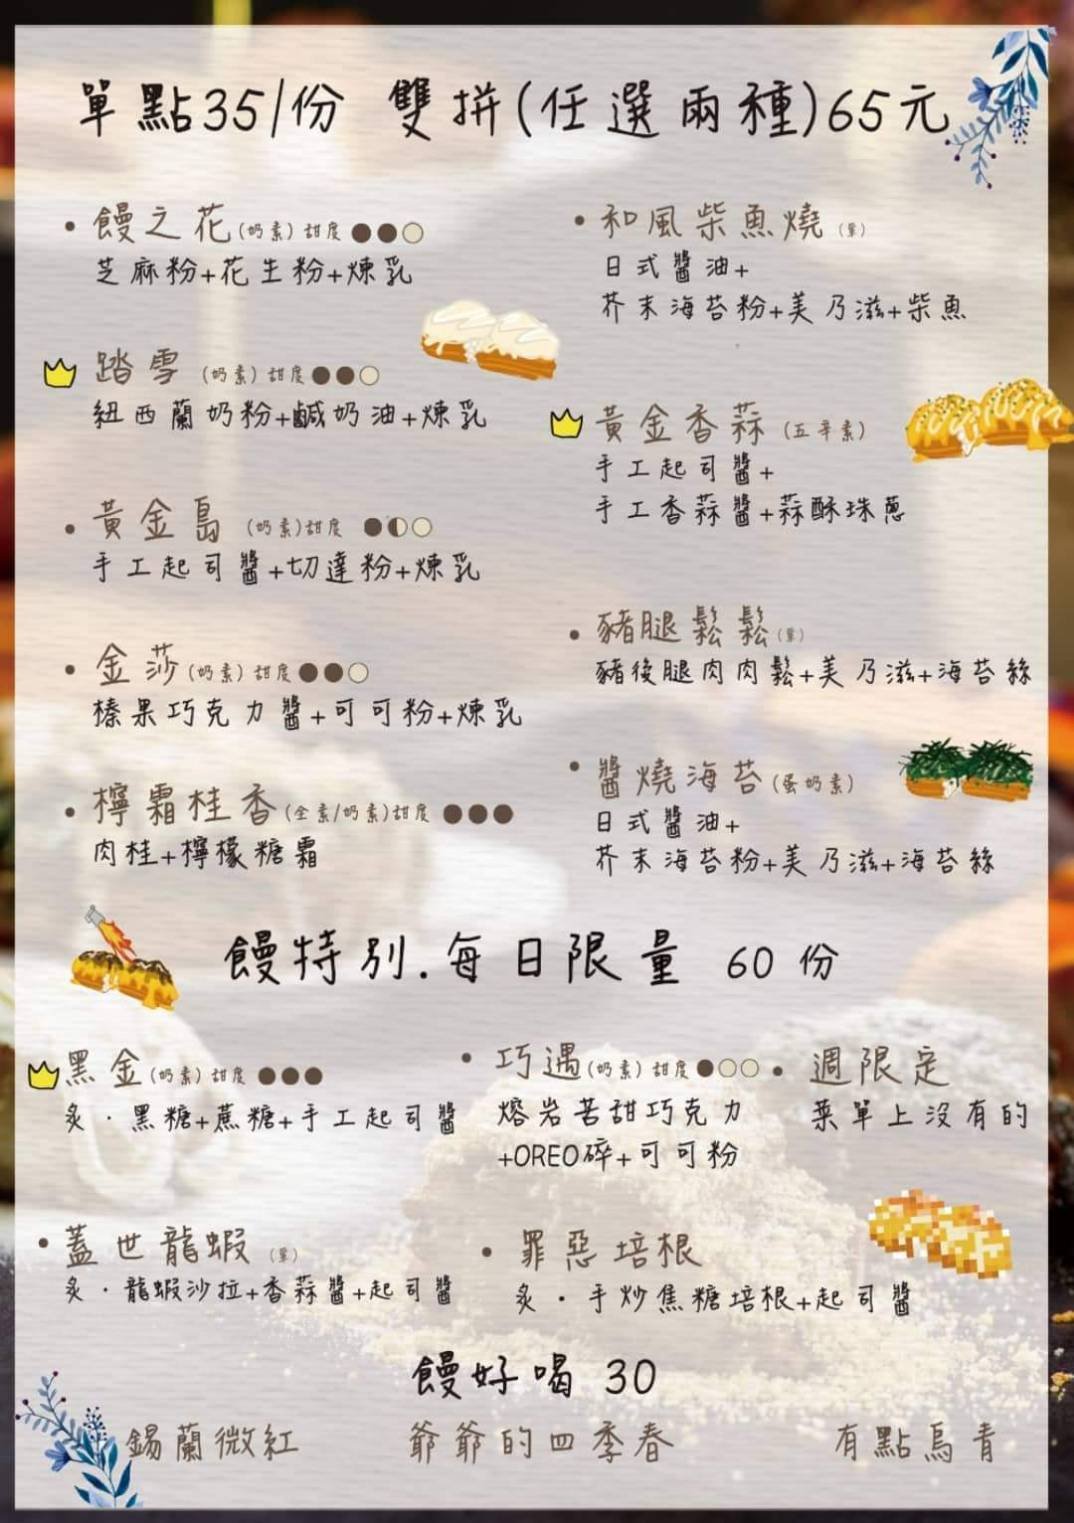 單點35/份 雙拼(任選兩種)65元
饅之花(奶素)甜度
芝麻粉+花生粉+煉乳
踏雪(奶素)甜度
紐西蘭奶粉+鹹奶油+煉乳
黃金島(奶素)甜度
手工起司醬+切達粉+煉乳
金莎(奶素)甜度
榛果巧克力醬+可可粉+煉乳
檸霜桂香(全素/奶素)甜度
肉桂+檸檬糖霜
和風柴魚燒(葷)
日式醬油+
芥末海苔粉+美乃滋+柴魚
黃金香蒜(五辛素)
手工起司醬+
手工香蒜醬+蒜酥珠蔥
豬腿鬆鬆(葷)
豬後腿肉肉鬆+美乃滋+海苔絲
醬燒海苔(蛋奶素)
日式醬油+
芥末海苔粉+美乃滋+海苔絲
饅特別.每日限量 60份
黑金(奶素)甜度
炙·黑糖+蔗糖+手工起司醬
巧遇(奶素)甜度
熔岩苦甜巧克力
+OREO碎+可可粉
週限定
菜單上沒有的
蓋世龍蝦(葷)
炙·龍蝦沙拉+香蒜醬+起司醬
罪惡培根
炙·手炒焦糖培根+起司醬
饅好喝 30
錫蘭微紅
爺爺的四季春
有點烏青